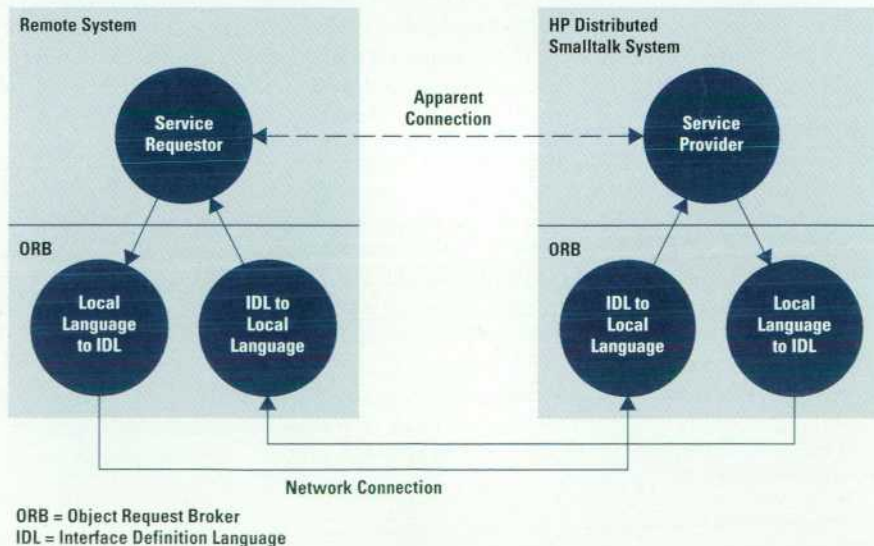 Remote System
HP Distributed
Smalltalk System
Apparent
Connection
Service
Requestor
Service
Provider
ORB
ORB
Local
Language
to IDL
IDL to
Local
Language
IDL to
Local
Language
Local
Language
to IDL
Network Connection
ORB = Object Request Broker
IDL = Interface Definition Language